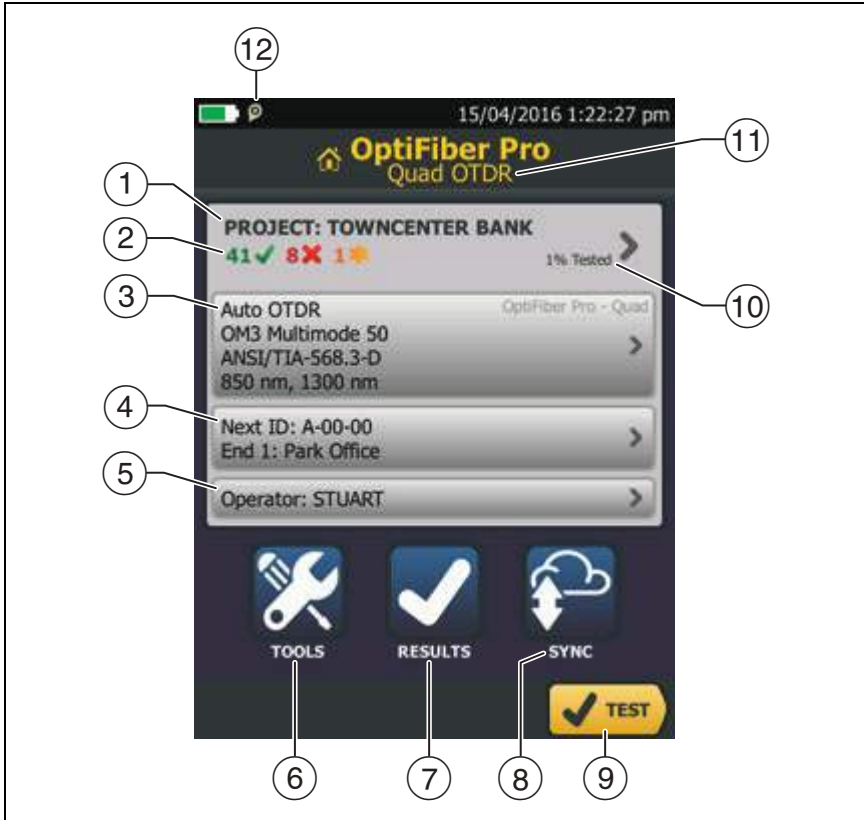 12
15/04/2016 1:22:27 pm
OptiFiber Pro
Quad OTDR
11
1
PROJECT: TOWNCENTER BANK
2
41 8 1
1% Tested
10
3
Auto OTDR
OptiFiber Pro - Quad
OM3 Multimode 50
ANSI/TIA-568.3-D
850 nm, 1300 nm
4
Next ID: A-00-00
End 1: Park Office
5
Operator: STUART
TOOLS
RESULTS
SYNC
TEST
6
7
8
9